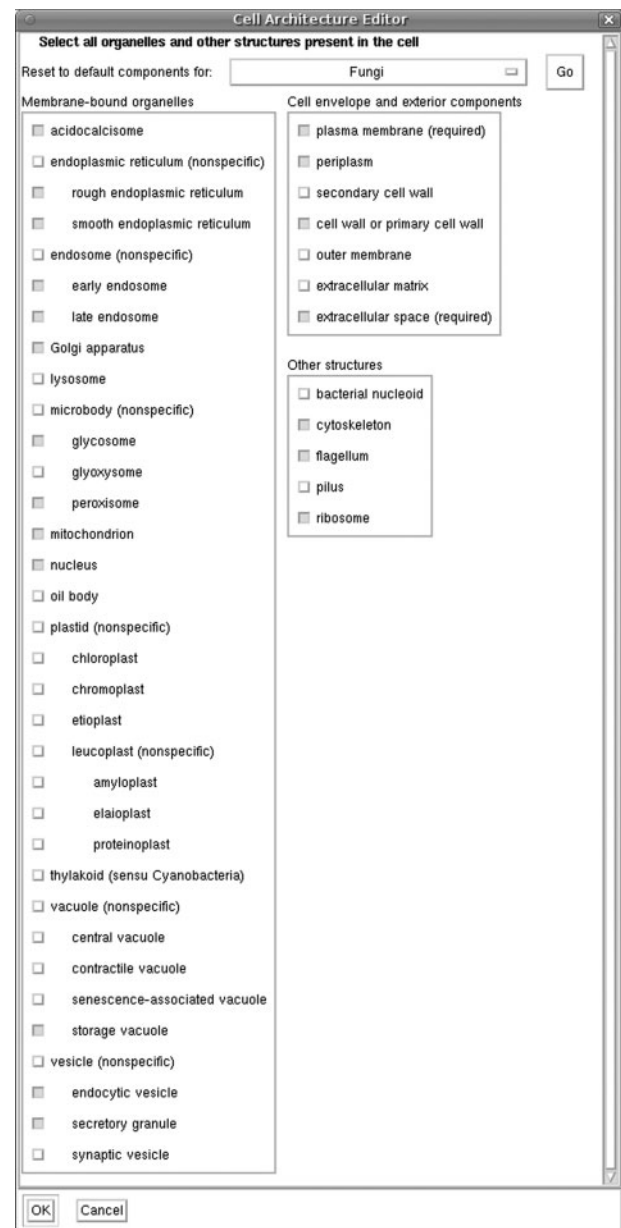 Cell Architecture Editor
Select all organelles and other structures present in the cell
Reset to default components for: Fungi Go
Membrane-bound organelles
acidocalcisome
endoplasmic reticulum (nonspecific)
rough endoplasmic reticulum
smooth endoplasmic reticulum
endosome (nonspecific)
early endosome
late endosome
Golgi apparatus
lysosome
microbody (nonspecific)
glycosome
glyoxysome
peroxisome
mitochondrion
nucleus
oil body
plastid (nonspecific)
chloroplast
chromoplast
etioplast
leucoplast (nonspecific)
amyloplast
elaioplast
proteinoplast
thylakoid (sensu Cyanobacteria)
vacuole (nonspecific)
central vacuole
contractile vacuole
senescence-associated vacuole
storage vacuole
vesicle (nonspecific)
endocytic vesicle
secretory granule
synaptic vesicle
Cell envelope and exterior components
plasma membrane (required)
periplasm
secondary cell wall
cell wall or primary cell wall
outer membrane
extracellular matrix
extracellular space (required)
Other structures
bacterial nucleoid
cytoskeleton
flagellum
pilus
ribosome
OK Cancel